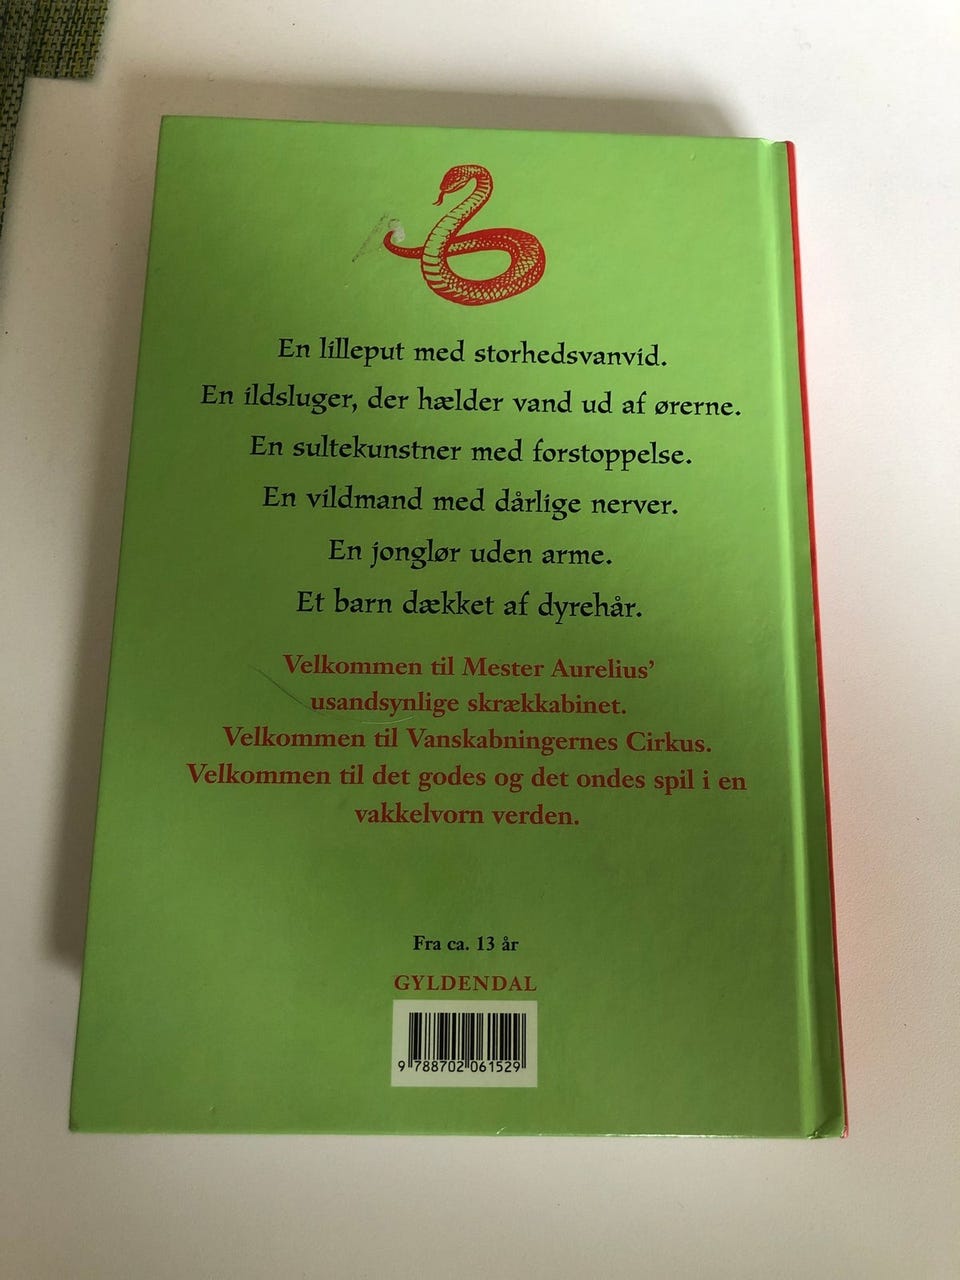 En lilleput med storhedsvanvid.
En ildsluger, der hælder vand ud af ørerne.
En sultekunstner med forstoppelse.
En vildmand med dårlige nerver.
En jonglør uden arme.
Et barn dækket af dyrehår.
Velkommen til Mester Aurelius’
usandsynlige skrækkabinet.
Velkommen til Vanskabningernes Cirkus.
Velkommen til det godes og det ondes spil i en
vakkelvorn verden.
Fra ca. 13 år
GYLDENDAL
9 788702 061529